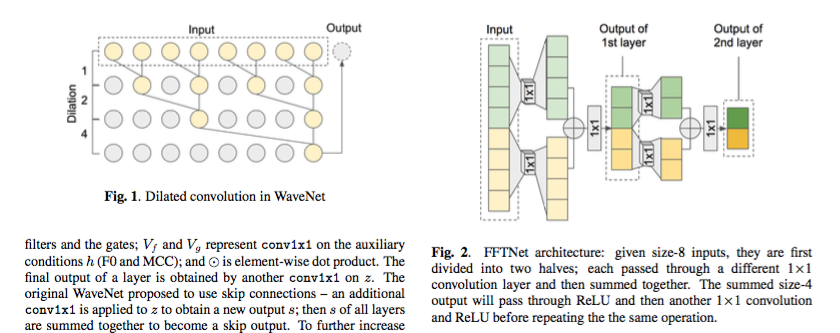 Input
Output
Dilation
1
2
4
Fig. 1. Dilated convolution in WaveNet
filters and the gates; V_f and V_g represent conv1x1 on the auxiliary
conditions h (F0 and MCC); and ⊙ is element-wise dot product. The
final output of a layer is obtained by another conv1x1 on z. The
original WaveNet proposed to use skip connections – an additional
conv1x1 is applied to z to obtain a new output s; then s of all layers
are summed together to become a skip output. To further increase
Input
Output of
1st layer
Output of
2nd layer
1x1
1x1
1x1
1x1
1x1
1x1
Fig. 2. FFTNet architecture: given size-8 inputs, they are first
divided into two halves; each passed through a different 1×1
convolution layer and then summed together. The summed size-4
output will pass through ReLU and then another 1×1 convolution
and ReLU before repeating the the same operation.